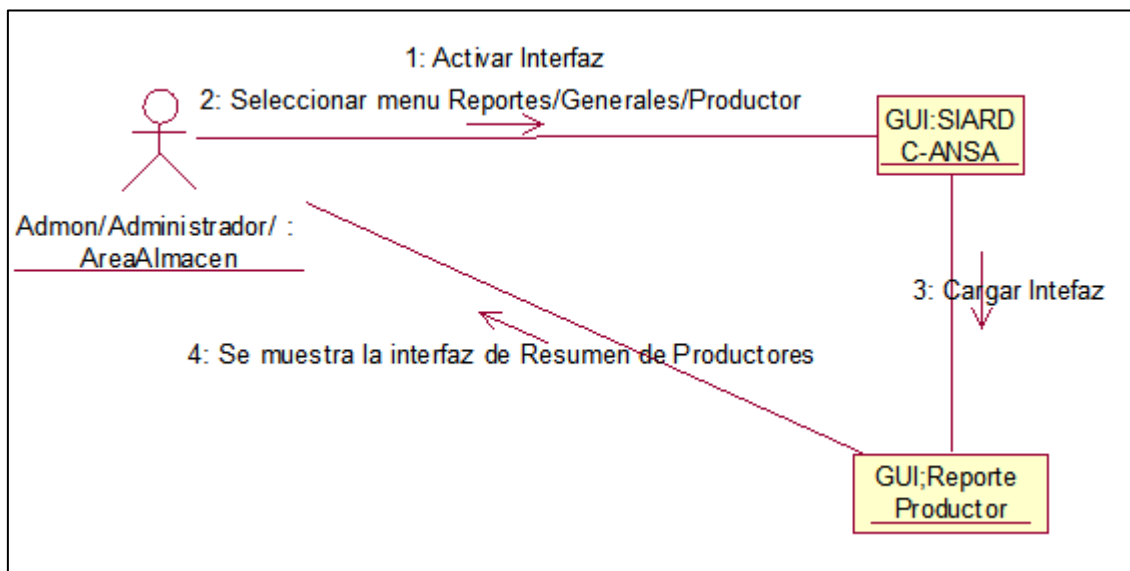 1: Activar Interfaz
2: Seleccionar menu Reportes/Generales/Productor
GUI:SIARD
C-ANSA
Admon/Administrador/ :
AreaAlmacen
3: Cargar Intefaz
4: Se muestra la interfaz de Resumen de Productores
GUI;Reporte
Productor